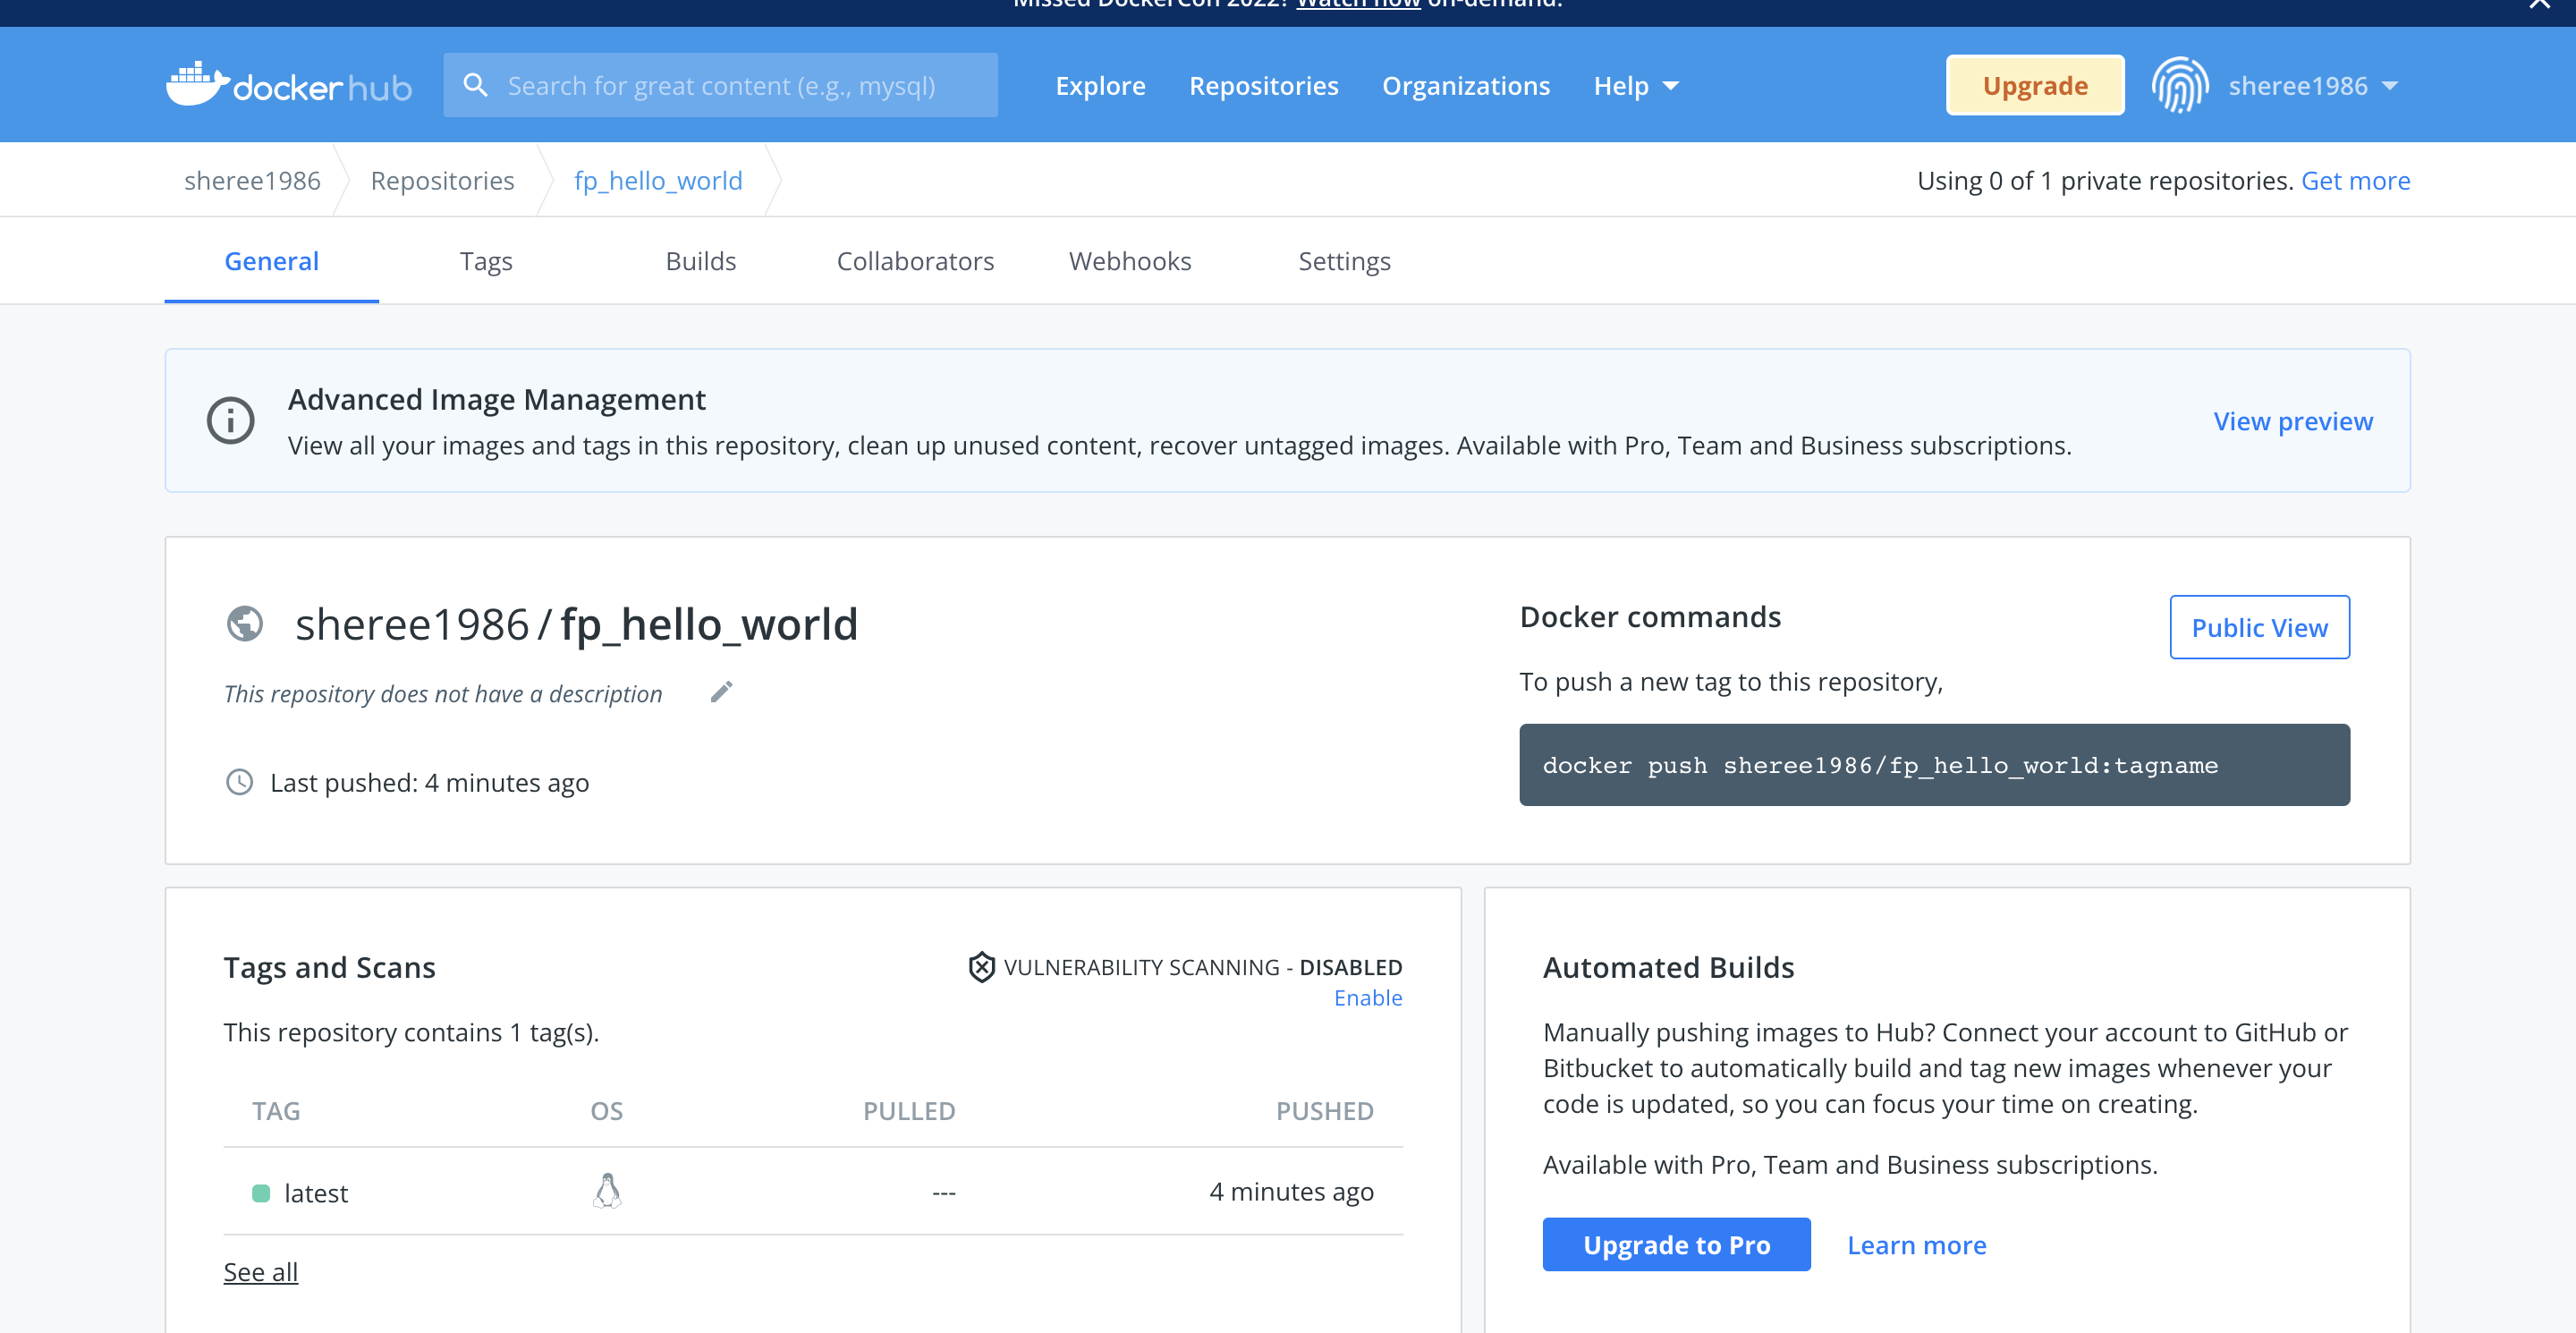 Missed DockerCon 2022? Watch now on-demand.
docker hub
Search for great content (e.g., mysql)
Explore
Repositories
Organizations
Help
Upgrade
sheree1986
sheree1986
Repositories
fp_hello_world
Using 0 of 1 private repositories. Get more
General
Tags
Builds
Collaborators
Webhooks
Settings
Advanced Image Management
View all your images and tags in this repository, clean up unused content, recover untagged images. Available with Pro, Team and Business subscriptions.
View preview
sheree1986 / fp_hello_world
This repository does not have a description
Last pushed: 4 minutes ago
Docker commands
Public View
To push a new tag to this repository,
docker push sheree1986/fp_hello_world:tagname
Tags and Scans
VULNERABILITY SCANNING - DISABLED
Enable
This repository contains 1 tag(s).
TAG
OS
PULLED
PUSHED
latest
---
4 minutes ago
See all
Automated Builds
Manually pushing images to Hub? Connect your account to GitHub or
Bitbucket to automatically build and tag new images whenever your
code is updated, so you can focus your time on creating.
Available with Pro, Team and Business subscriptions.
Upgrade to Pro
Learn more